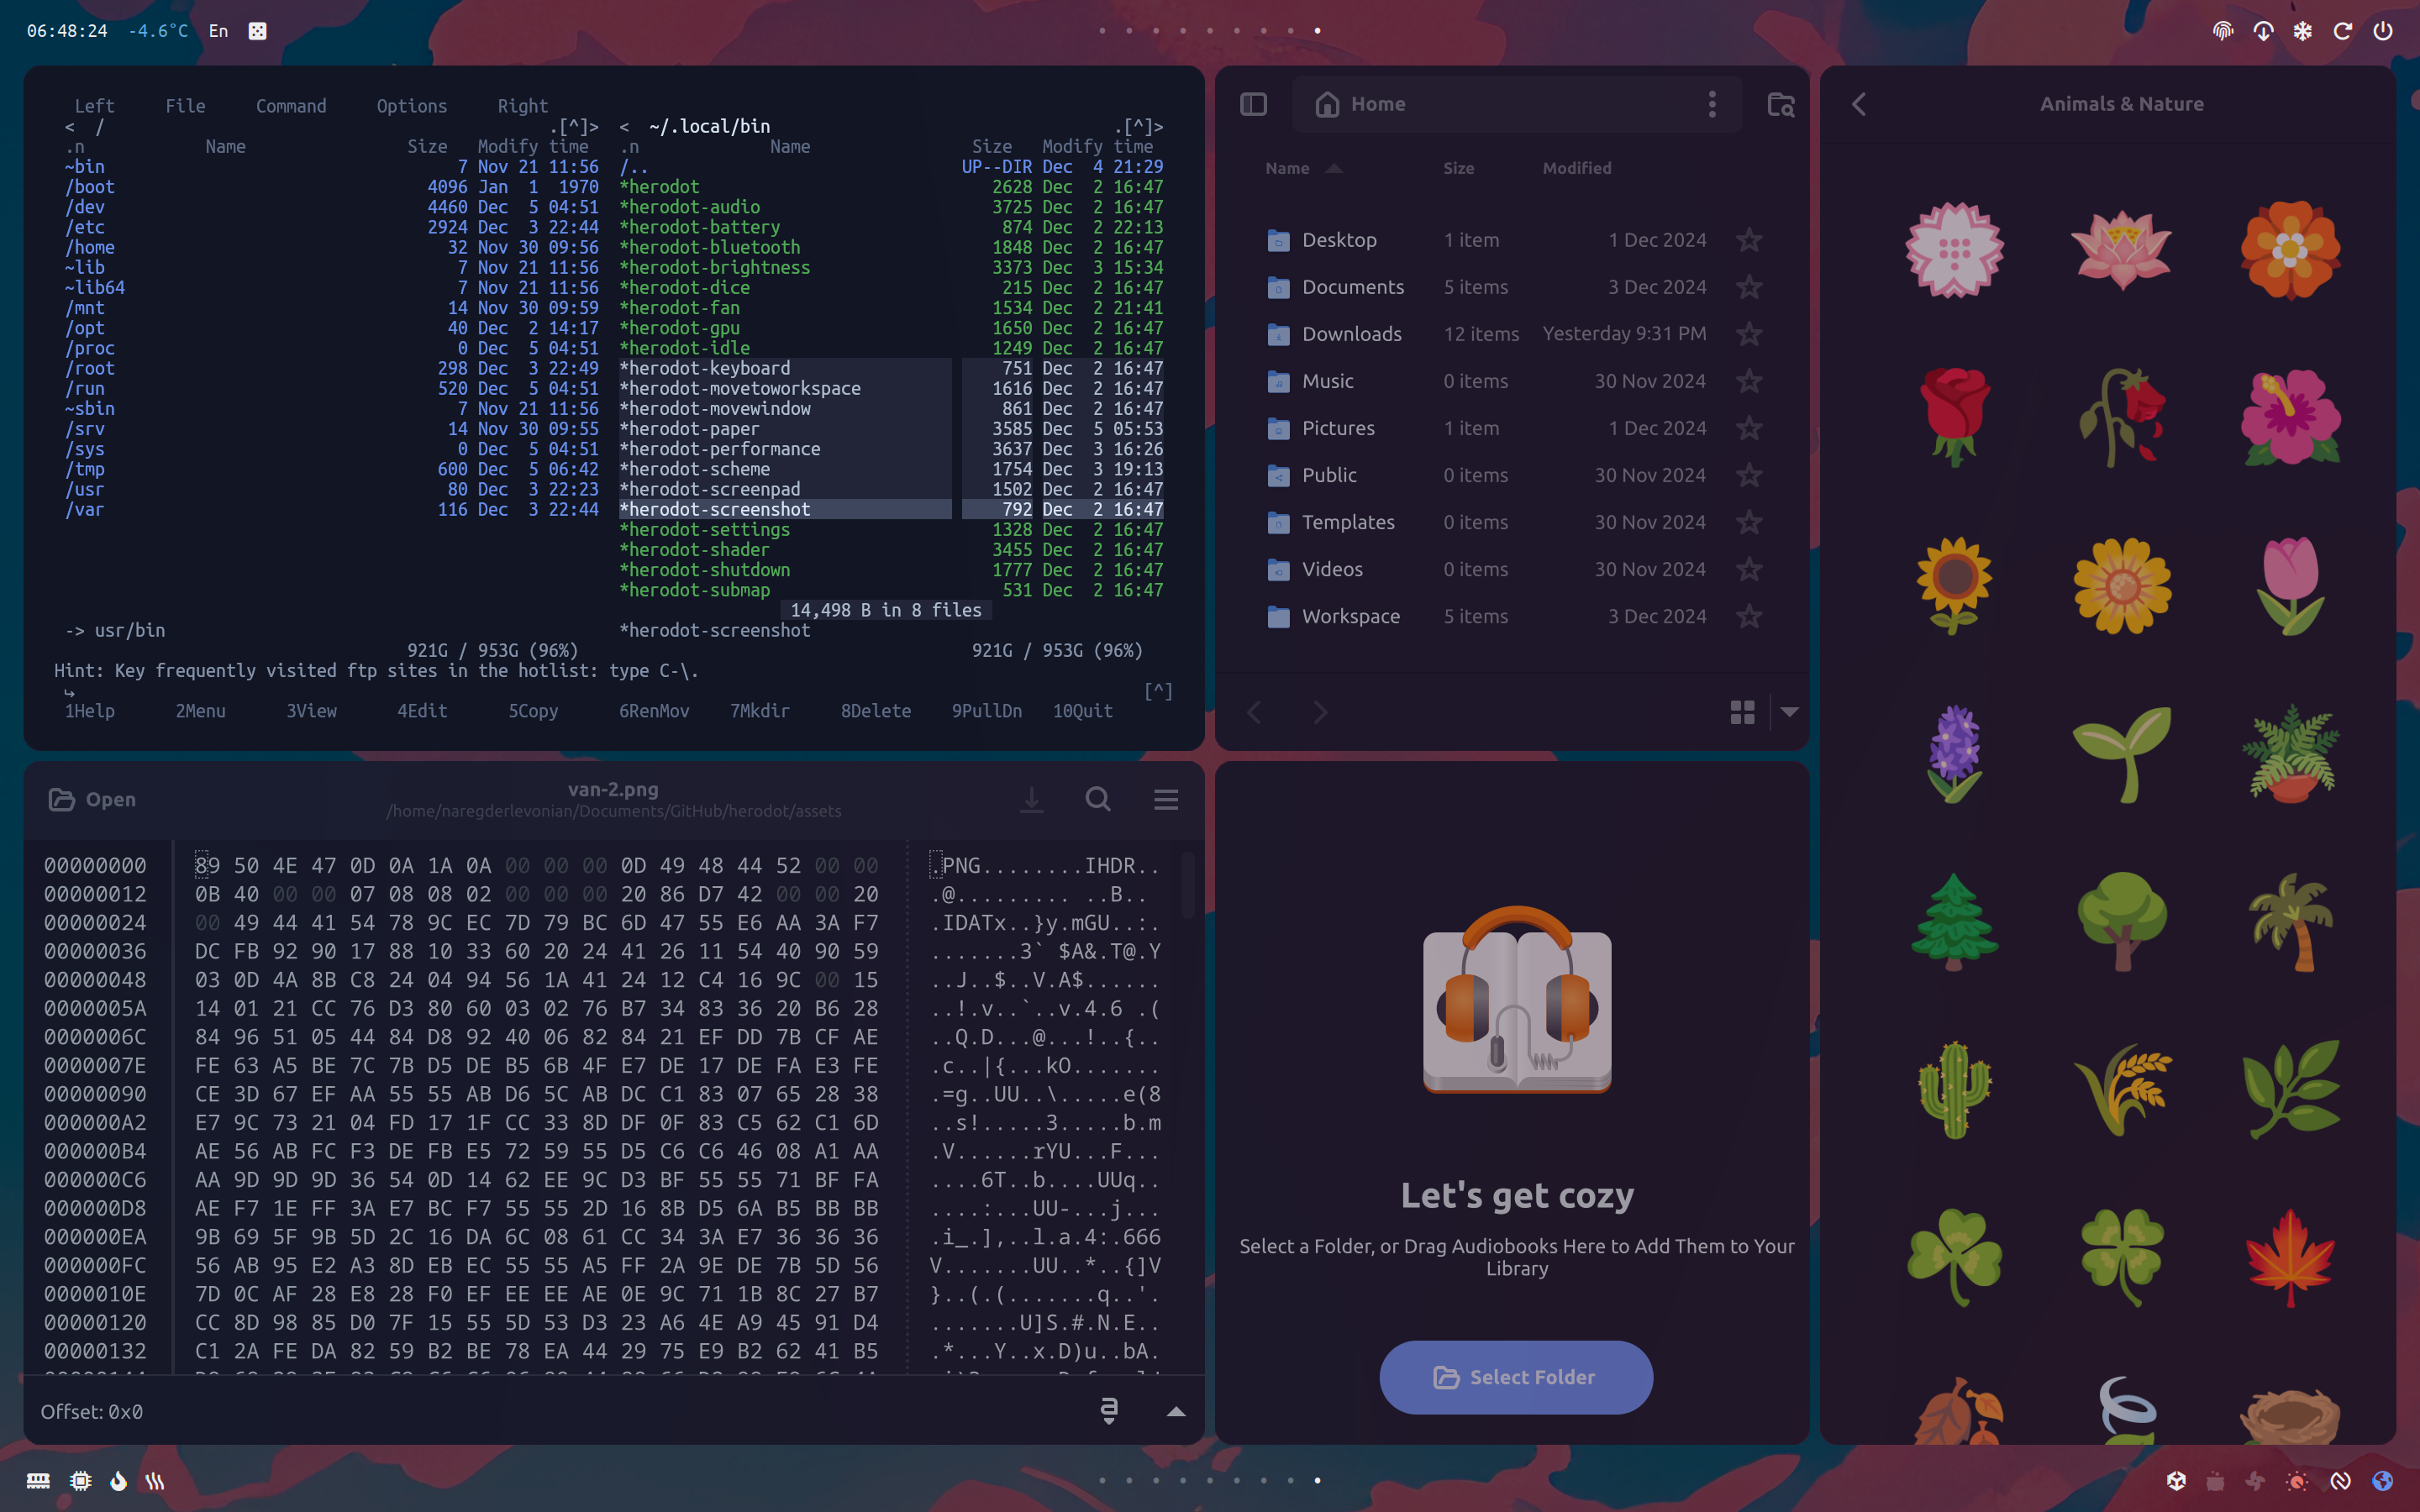 06:48:24 -4.6°C En
Left File Command Options Right
< / .[^]> < ~/.local/bin .[^]>
.n Name Size Modify time .n Name Size Modify time
~bin 7 Nov 21 11:56 /.. UP--DIR Dec 4 21:29
/boot 4096 Jan 1 1970 *herodot 2628 Dec 2 16:47
/dev 4460 Dec 5 04:51 *herodot-audio 3725 Dec 2 16:47
/etc 2924 Dec 3 22:44 *herodot-battery 874 Dec 2 22:13
/home 32 Nov 30 09:56 *herodot-bluetooth 1848 Dec 2 16:47
~lib 7 Nov 21 11:56 *herodot-brightness 3373 Dec 3 15:34
~lib64 7 Nov 21 11:56 *herodot-dice 215 Dec 2 16:47
/mnt 14 Nov 30 09:59 *herodot-fan 1534 Dec 2 21:41
/opt 40 Dec 2 14:17 *herodot-gpu 1650 Dec 2 16:47
/proc 0 Dec 5 04:51 *herodot-idle 1249 Dec 2 16:47
/root 298 Dec 3 22:49 *herodot-keyboard 751 Dec 2 16:47
/run 520 Dec 5 04:51 *herodot-movetoworkspace 1616 Dec 2 16:47
~sbin 7 Nov 21 11:56 *herodot-movewindow 861 Dec 2 16:47
/srv 14 Nov 30 09:55 *herodot-paper 3585 Dec 5 05:53
/sys 0 Dec 5 04:51 *herodot-performance 3637 Dec 3 16:26
/tmp 600 Dec 5 06:42 *herodot-scheme 1754 Dec 3 19:13
/usr 80 Dec 3 22:23 *herodot-screenpad 1502 Dec 2 16:47
/var 116 Dec 3 22:44 *herodot-screenshot 792 Dec 2 16:47
*herodot-settings 1328 Dec 2 16:47
*herodot-shader 3455 Dec 2 16:47
*herodot-shutdown 1777 Dec 2 16:47
*herodot-submap 531 Dec 2 16:47
14,498 B in 8 files
-> usr/bin *herodot-screenshot
921G / 953G (96%) 921G / 953G (96%)
Hint: Key frequently visited ftp sites in the hotlist: type C-\.
[^]
1Help 2Menu 3View 4Edit 5Copy 6RenMov 7Mkdir 8Delete 9PullDn 10Quit
Home
Name Size Modified
Desktop 1 item 1 Dec 2024
Documents 5 items 3 Dec 2024
Downloads 12 items Yesterday 9:31 PM
Music 0 items 30 Nov 2024
Pictures 1 item 1 Dec 2024
Public 0 items 30 Nov 2024
Templates 0 items 30 Nov 2024
Videos 0 items 30 Nov 2024
Workspace 5 items 3 Dec 2024
Animals & Nature
Open van-2.png
/home/naregderlevonian/Documents/GitHub/herodot/assets
00000000 89 50 4E 47 0D 0A 1A 0A 00 00 00 0D 49 48 44 52 00 00 .PNG........IHDR..
00000012 0B 40 00 00 07 08 08 02 00 00 00 20 86 D7 42 00 00 20 .@......... ..B..
00000024 00 49 44 41 54 78 9C EC 7D 79 BC 6D 47 55 E6 AA 3A F7 .IDATx..}y.mGU..:.
00000036 DC FB 92 90 17 88 10 33 60 20 24 41 26 11 54 40 90 59 .......3` $A&.T@.Y
00000048 03 0D 4A 8B C8 24 04 94 56 1A 41 24 12 C4 16 9C 00 15 ..J..$..V.A$......
0000005A 14 01 21 CC 76 D3 80 60 03 02 76 B7 34 83 36 20 B6 28 ..!.v..`..v.4.6 .(
0000006C 84 96 51 05 44 84 D8 92 40 06 82 84 21 EF DD 7B CF AE ..Q.D...@...!..{..
0000007E FE 63 A5 BE 7C 7B D5 DE B5 6B 4F E7 DE 17 DE FA E3 FE .c..|{...kO.......
00000090 CE 3D 67 EF AA 55 55 AB D6 5C AB DC C1 83 07 65 28 38 .=g..UU..\.....e(8
000000A2 E7 9C 73 21 04 FD 17 1F CC 33 8D DF 0F 83 C5 62 C1 6D ..s!.....3.....b.m
000000B4 AE 56 AB FC F3 DE FB E5 72 59 55 D5 C6 C6 46 08 A1 AA .V......rYU...F...
000000C6 AA 9D 9D 9D 36 54 0D 14 62 EE 9C D3 BF 55 55 71 BF FA ....6T..b....UUq..
000000D8 AE F7 1E FF 3A E7 BC F7 55 55 2D 16 8B D5 6A B5 BB BB ....:...UU-...j...
000000EA 9B 69 5F 9B 5D 2C 16 DA 6C 08 61 CC 34 3A E7 36 36 36 .i_.],..l.a.4:.666
000000FC 56 AB 95 E2 A3 8D EB EC 55 55 A5 FF 2A 9E DE 7B 5D 56 V.......UU..*..{]V
0000010E 7D 0C AF 28 E8 28 F0 EF EE EE AE 0E 9C 71 1B 8C 27 B7 }..(.(.......q..'.
00000120 CC 8D 98 85 D0 7F 15 55 5D 53 D3 23 A6 4E A9 45 91 D4 .......U]S.#.N.E..
00000132 C1 2A FE DA 82 59 B2 BE 78 EA 44 29 75 E9 B2 62 41 B5 .*...Y..x.D)u..bA.
Offset: 0x0
Let's get cozy
Select a Folder, or Drag Audiobooks Here to Add Them to Your
Library
Select Folder